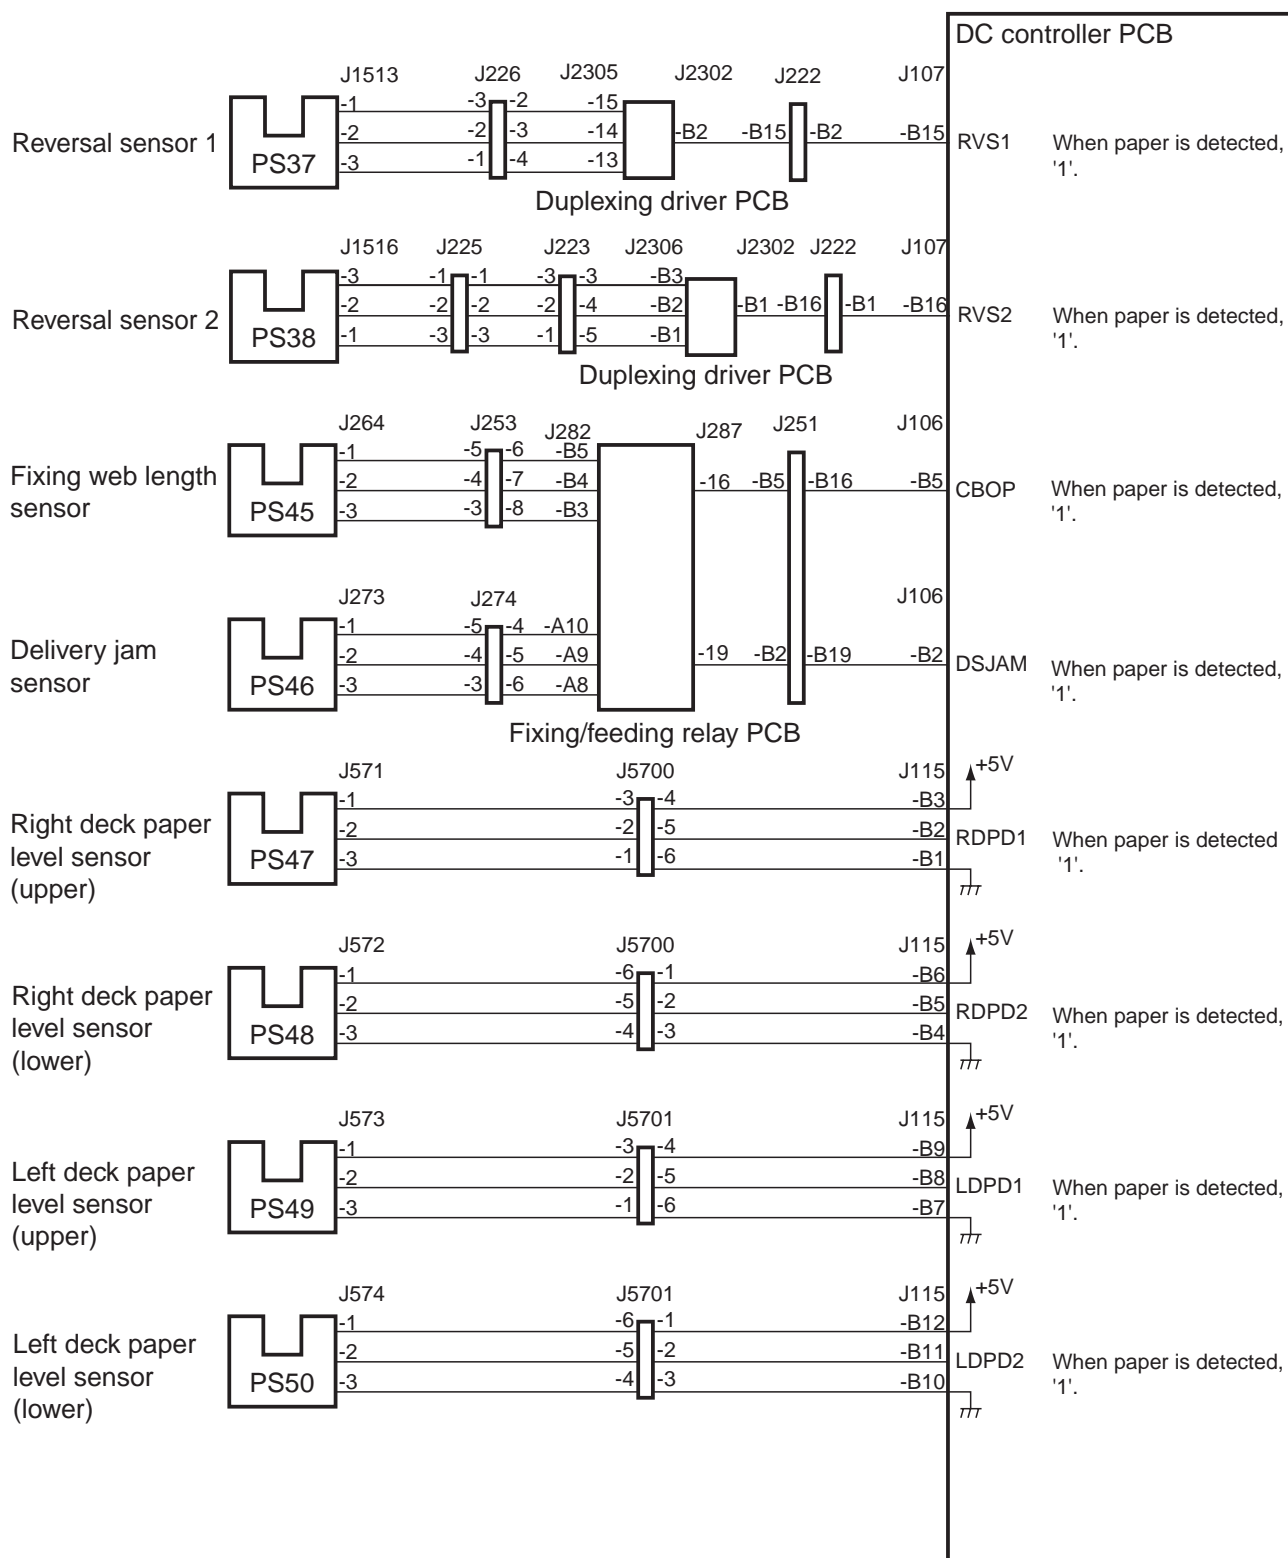 DC controller PCB
J1513 J226 J2305 J2302 J222 J107
-1 -3 -2 -15
Reversal sensor 1 PS37 -2 -2 -3 -14 -B2 -B15 -B2 -B15 RVS1 When paper is detected,
'1'.
-3 -1 -4 -13
Duplexing driver PCB
J1516 J225 J223 J2306 J2302 J222 J107
-3 -1 -1 -3 -3 -B3
Reversal sensor 2 PS38 -2 -2 -2 -2 -4 -B2 -B1 -B16 -B1 -B16 RVS2 When paper is detected,
'1'.
-1 -3 -3 -1 -5 -B1
Duplexing driver PCB
J264 J253 J282 J287 J251 J106
-1 -5 -6 -B5
Fixing web length
sensor
PS45 -2 -4 -7 -B4 -16 -B5 -B16 -B5 CBOP When paper is detected,
'1'.
-3 -3 -8 -B3
J273 J274 J106
-1 -5 -4 -A10
Delivery jam
sensor
PS46 -2 -4 -5 -A9 -19 -B2 -B19 -B2 DSJAM When paper is detected,
'1'.
-3 -3 -6 -A8
Fixing/feeding relay PCB
J571 J5700 J115 +5V
-1 -3 -4 -B3
Right deck paper
level sensor
(upper)
PS47 -2 -2 -5 -B2 RDPD1 When paper is detected
'1'.
-3 -1 -6 -B1
J572 J5700 J115 +5V
-1 -6 -1 -B6
Right deck paper
level sensor
(lower)
PS48 -2 -5 -2 -B5 RDPD2 When paper is detected,
'1'.
-3 -4 -3 -B4
J573 J5701 J115 +5V
-1 -3 -4 -B9
Left deck paper
level sensor
(upper)
PS49 -2 -2 -5 -B8 LDPD1 When paper is detected,
'1'.
-3 -1 -6 -B7
J574 J5701 J115 +5V
-1 -6 -1 -B12
Left deck paper
level sensor
(lower)
PS50 -2 -5 -2 -B11 LDPD2 When paper is detected,
'1'.
-3 -4 -3 -B10